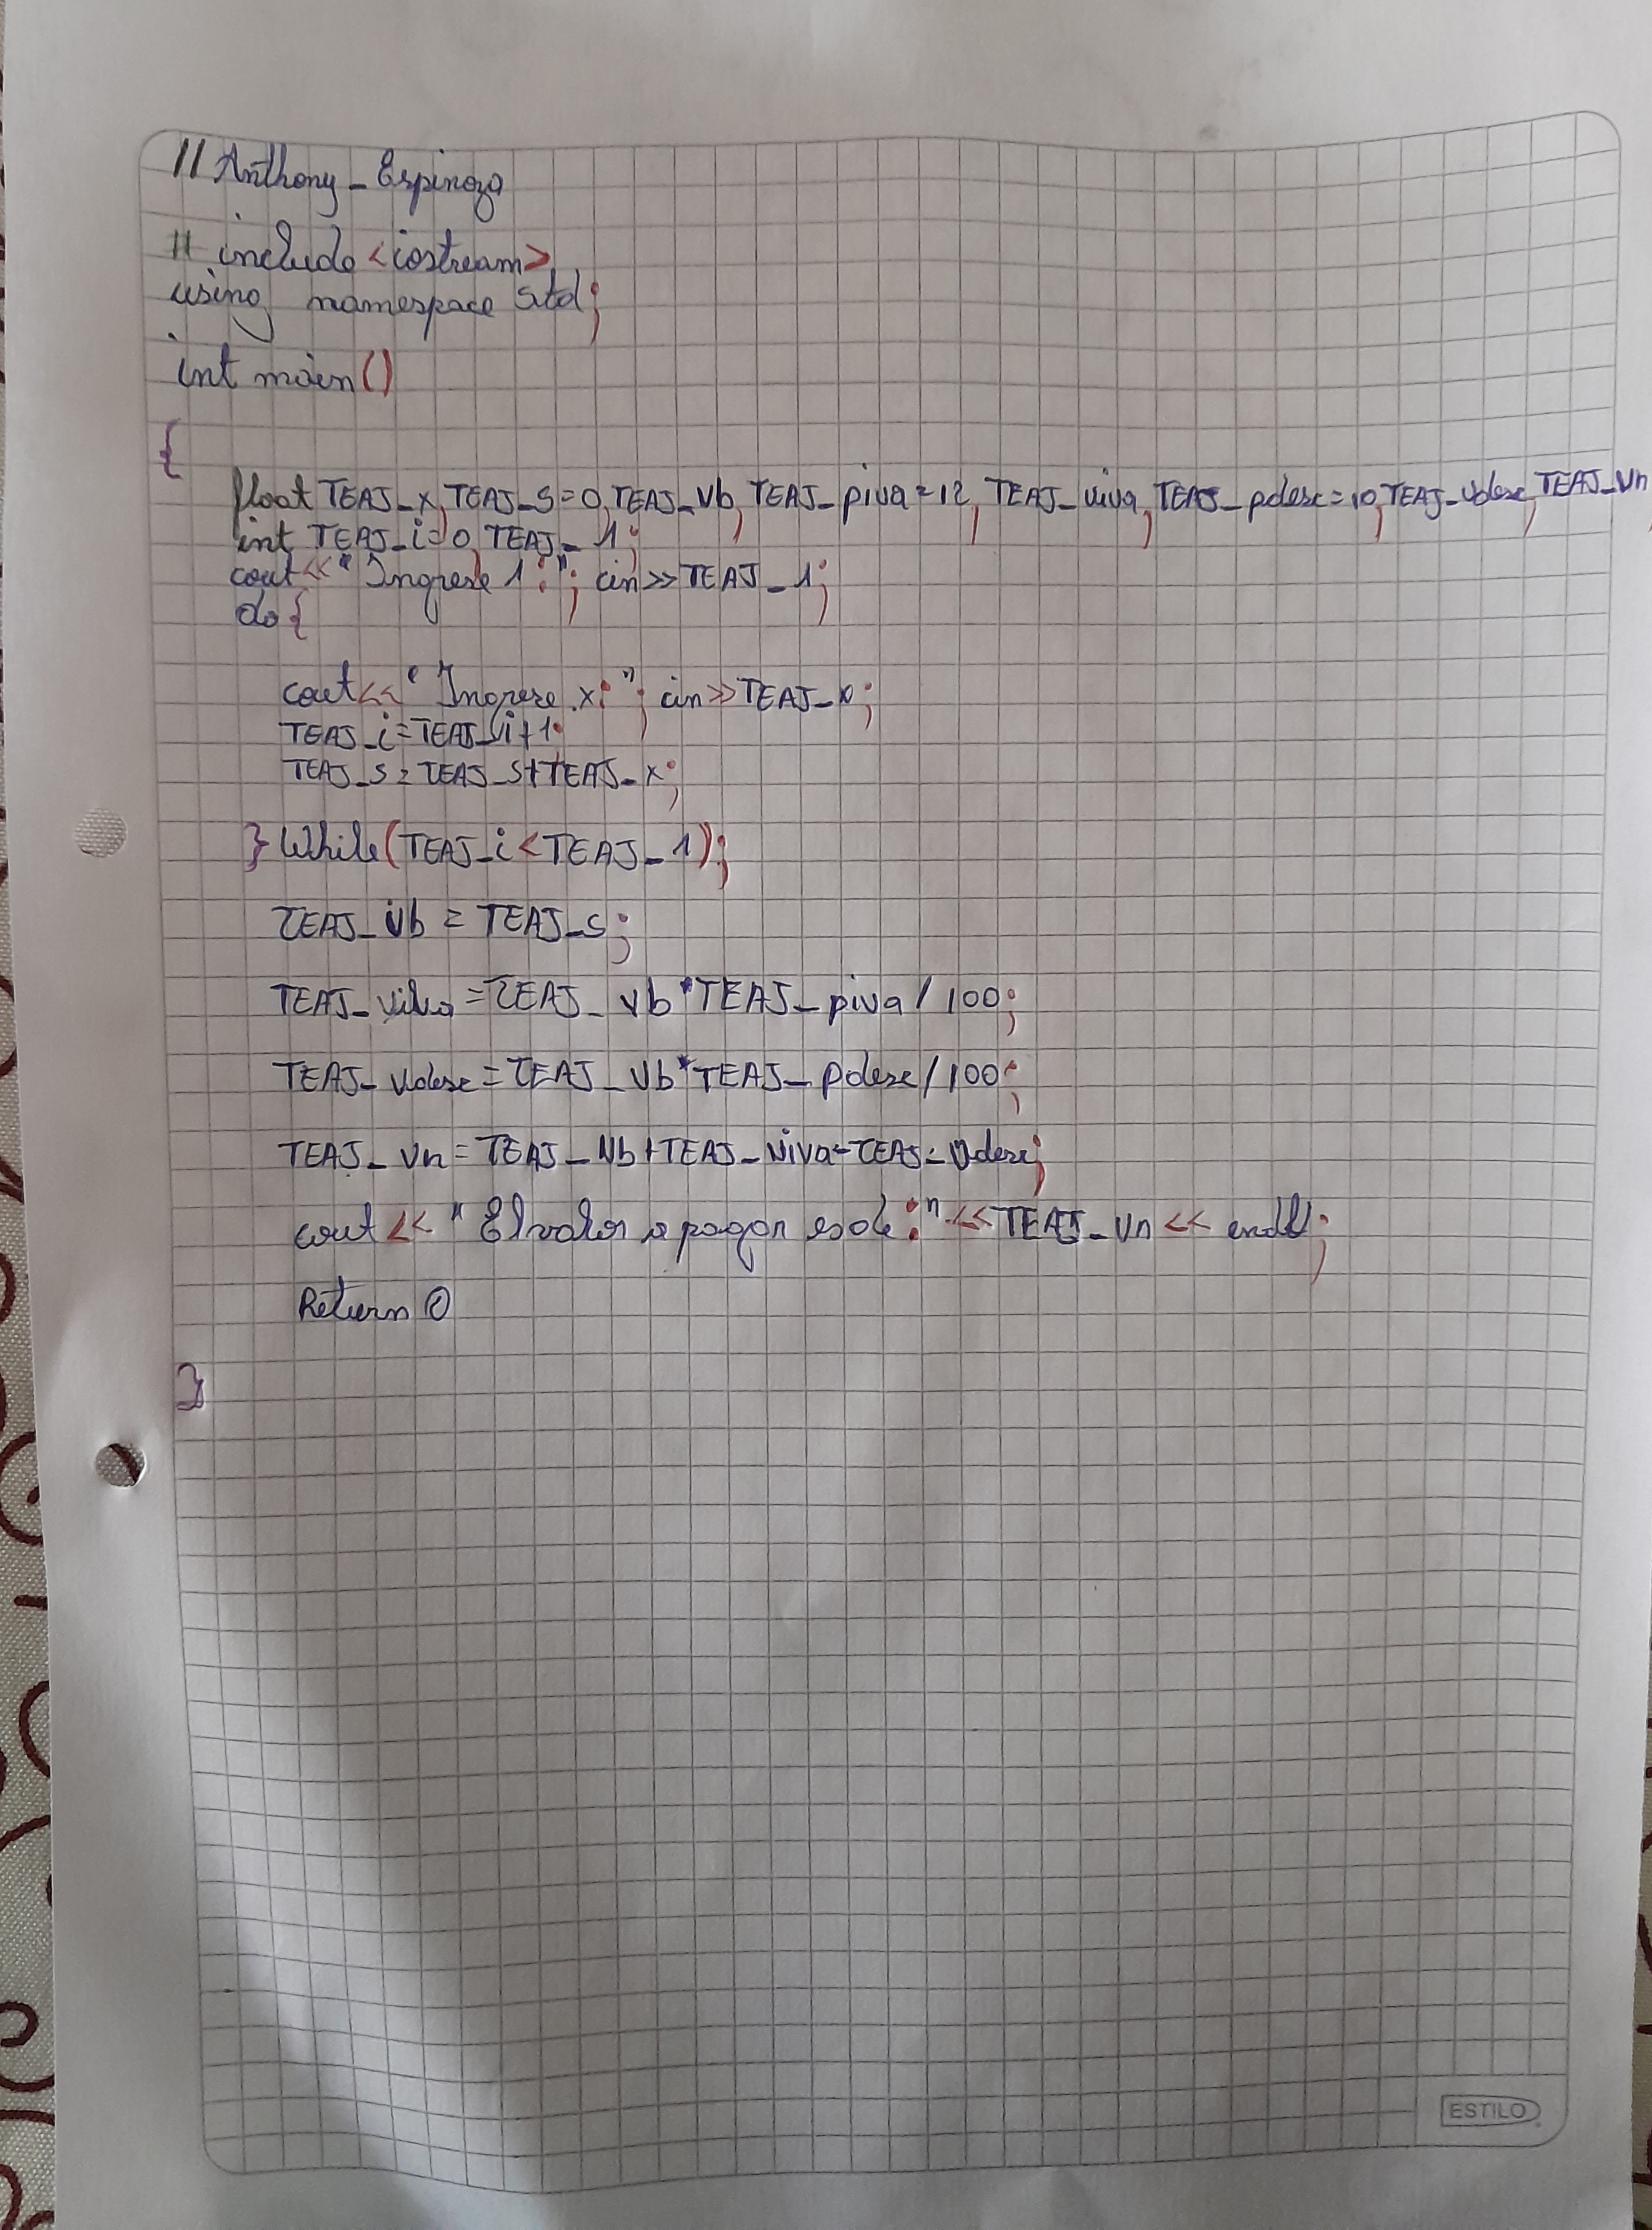 // Anthony_Espinoza
# include <iostream>
using namespace std;
int main()
{
float TEAJ_x, TEAJ_s=0, TEAJ_vb, TEAJ_piva=12, TEAJ_viva, TEAJ_pdesc=10, TEAJ_vdesc, TEAJ_vn
int TEAJ_i=0, TEAJ_1;
cout<<"Ingrese 1:"; cin>>TEAJ_1;
do{
cout<<"Ingrese x:"; cin>>TEAJ_x;
TEAJ_i=TEAJ_i+1;
TEAJ_s=TEAJ_s+TEAJ_x;
} While(TEAJ_i<TEAJ_1);
TEAJ_vb = TEAJ_s;
TEAJ_viva=TEAJ_vb*TEAJ_piva/100;
TEAJ_vdesc=TEAJ_vb*TEAJ_pdesc/100;
TEAJ_vn=TEAJ_vb+TEAJ_viva-TEAJ_vdesc;
cout<<"El valor a pagar es de:"<<TEAJ_vn<<endl;
Return 0
}
ESTILO